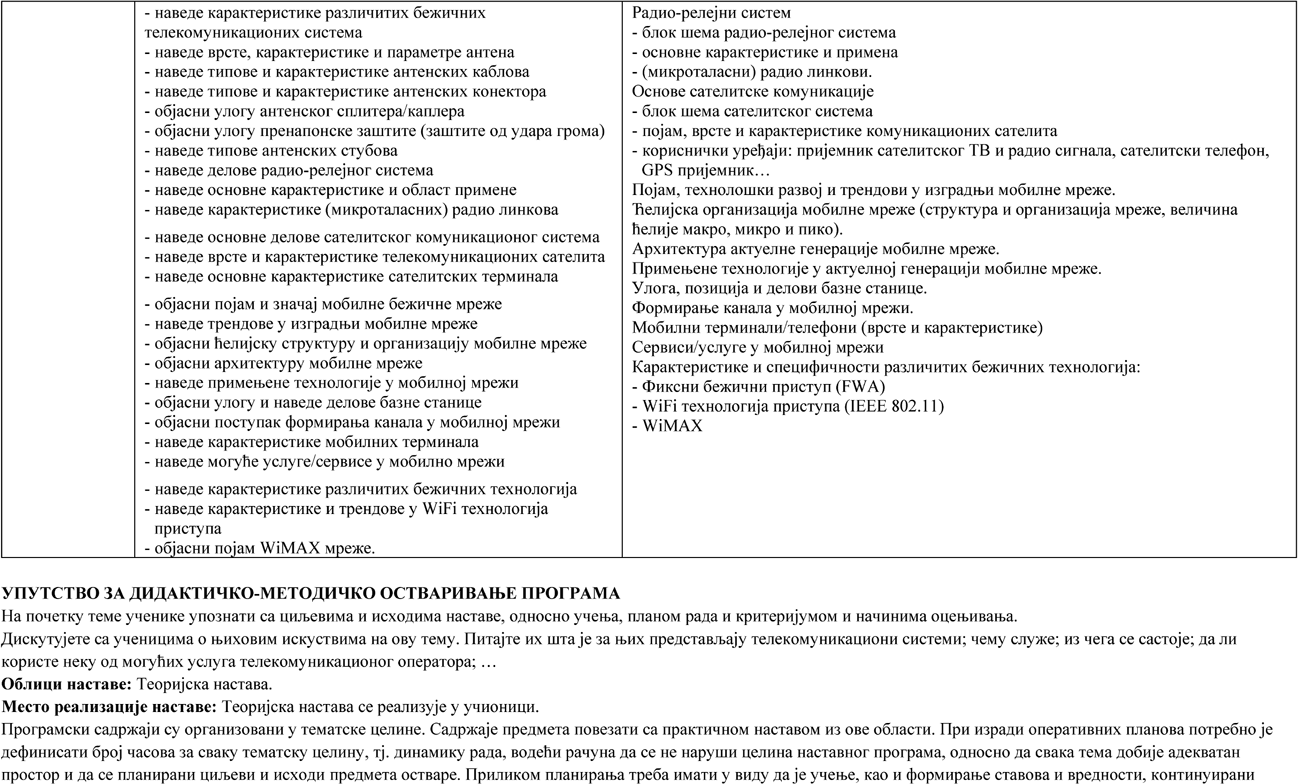 - наведе карактеристике различитих бежичних
телекомуникационих система
- наведе врсте, карактеристике и параметре антена
- наведе типове и карактеристике антенских каблова
- наведе типове и карактеристике антенских конектора
- објасни улогу антенског сплитера/каплера
- објасни улогу пренапонске заштите (заштите од удара грома)
- наведе типове антенских стубова
- наведе делове радио-релејног система
- наведе основне карактеристике и област примене
- наведе карактеристике (микроталасних) радио линкова
- наведе основне делове сателитског комуникационог система
- наведе врсте и карактеристике телекомуникационих сателита
- наведе основне карактеристике сателитских терминала
- објасни појам и значај мобилне бежичне мреже
- наведе трендове у изградњи мобилне мреже
- објасни ћелијску структуру и организацију мобилне мреже
- објасни архитектуру мобилне мреже
- наведе примењене технологије у мобилној мрежи
- објасни улогу и наведе делове базне станице
- објасни поступак формирања канала у мобилној мрежи
- наведе карактеристике мобилних терминала
- наведе могуће услуге/сервисе у мобилно мрежи
- наведе карактеристике различитих бежичних технологија
- наведе карактеристике и трендове у WiFi технологија
приступа
- објасни појам WiMAX мреже.
Радио-релејни систем
- блок шема радио-релејног система
- основне карактеристике и примена
- (микроталасни) радио линкови.
Основе сателитске комуникације
- блок шема сателитског система
- појам, врсте и карактеристике комуникационих сателита
- кориснички уређаји: пријемник сателитског ТВ и радио сигнала, сателитски телефон,
GPS пријемник…
Појам, технолошки развој и трендови у изградњи мобилне мреже.
Ћелијска организација мобилне мреже (структура и организација мреже, величина
ћелије макро, микро и пико).
Архитектура актуелне генерације мобилне мреже.
Примењене технологије у актуелној генерацији мобилне мреже.
Улога, позиција и делови базне станице.
Формирање канала у мобилној мрежи.
Мобилни терминали/телефони (врсте и карактеристике)
Сервиси/услуге у мобилној мрежи
Карактеристике и специфичности различитих бежичних технологија:
- Фиксни бежични приступ (FWA)
- WiFi технологија приступа (IEEE 802.11)
- WiMAX
УПУТСТВО ЗА ДИДАКТИЧКО-МЕТОДИЧКО ОСТВАРИВАЊЕ ПРОГРАМА
На почетку теме ученике упознати са циљевима и исходима наставе, односно учења, планом рада и критеријумом и начинима оцењивања.
Дискутујете са ученицима о њиховим искуствима на ову тему. Питајте их шта је за њих представљају телекомуникациони системи; чему служе; из чега се састоје; да ли
користе неку од могућих услуга телекомуникационог оператора; …
Облици наставе: Теоријска настава.
Место реализације наставе: Теоријска настава се реализује у учионици.
Програмски садржаји су организовани у тематске целине. Садржаје предмета повезати са практичном наставом из ове области. При изради оперативних планова потребно је
дефинисати број часова за сваку тематску целину, тј. динамику рада, водећи рачуна да се не наруши целина наставног програма, односно да свака тема добије адекватан
простор и да се планирани циљеви и исходи предмета остваре. Приликом планирања треба имати у виду да је учење, као и формирање ставова и вредности, континуирани